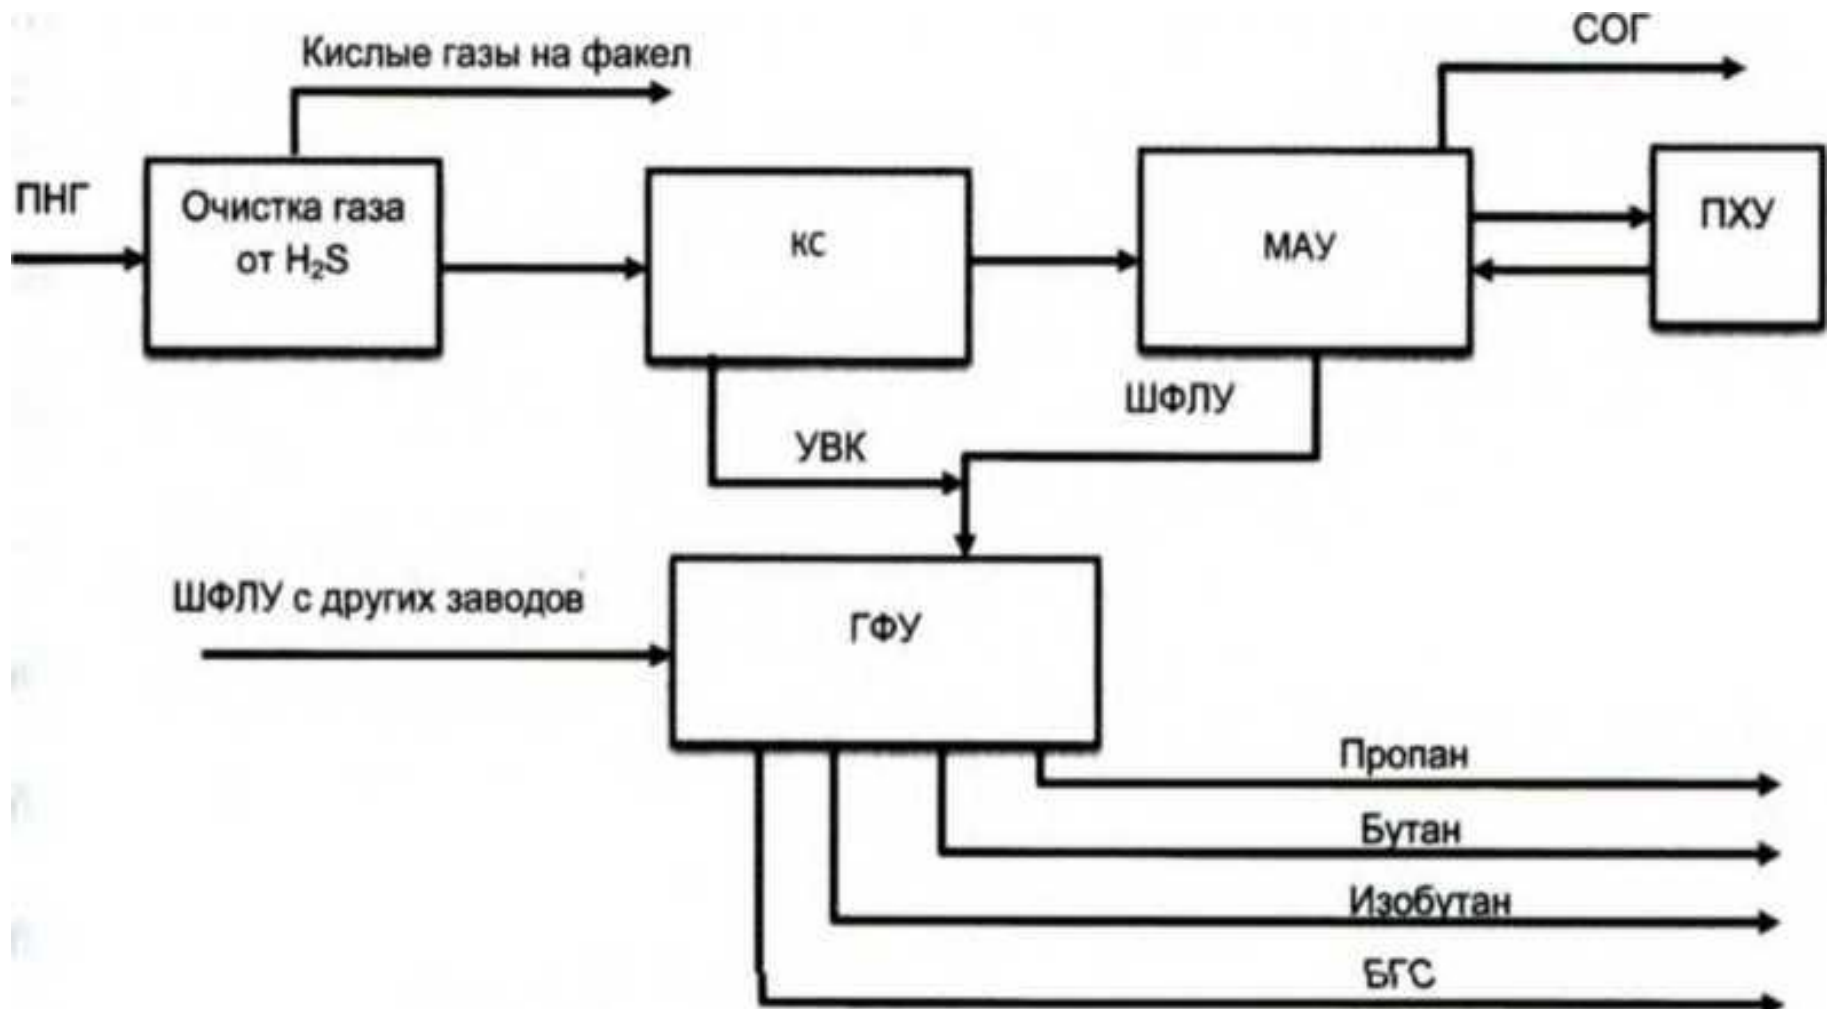 Кислые газы на факел
СОГ
ПНГ
Очистка газа
от H₂S
КС
МАУ
ПХУ
ШФЛУ
УВК
ШФЛУ с других заводов
ГФУ
Пропан
Бутан
Изобутан
БГС